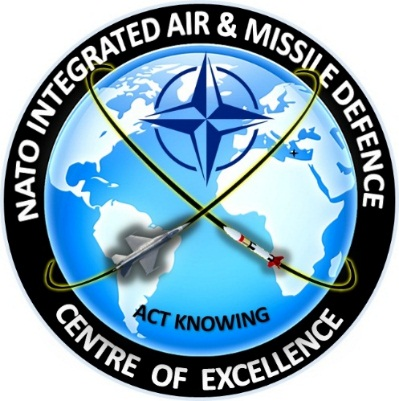 NATO INTEGRATED AIR & MISSILE DEFENCE
ACT KNOWING
CENTRE OF EXCELLENCE